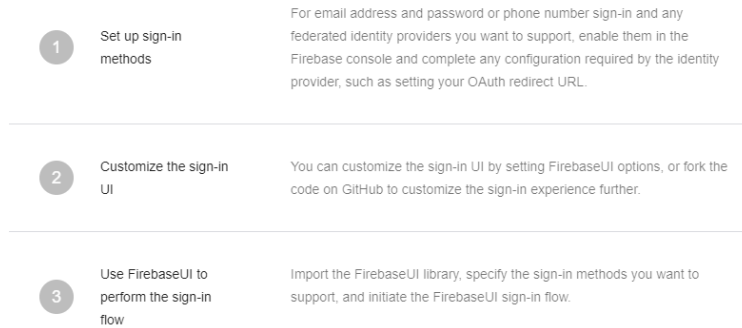 1
Set up sign-in
methods
For email address and password or phone number sign-in and any
federated identity providers you want to support, enable them in the
Firebase console and complete any configuration required by the identity
provider, such as setting your OAuth redirect URL.
2
Customize the sign-in
UI
You can customize the sign-in UI by setting FirebaseUI options, or fork the
code on GitHub to customize the sign-in experience further.
3
Use FirebaseUI to
perform the sign-in
flow
Import the FirebaseUI library, specify the sign-in methods you want to
support, and initiate the FirebaseUI sign-in flow.